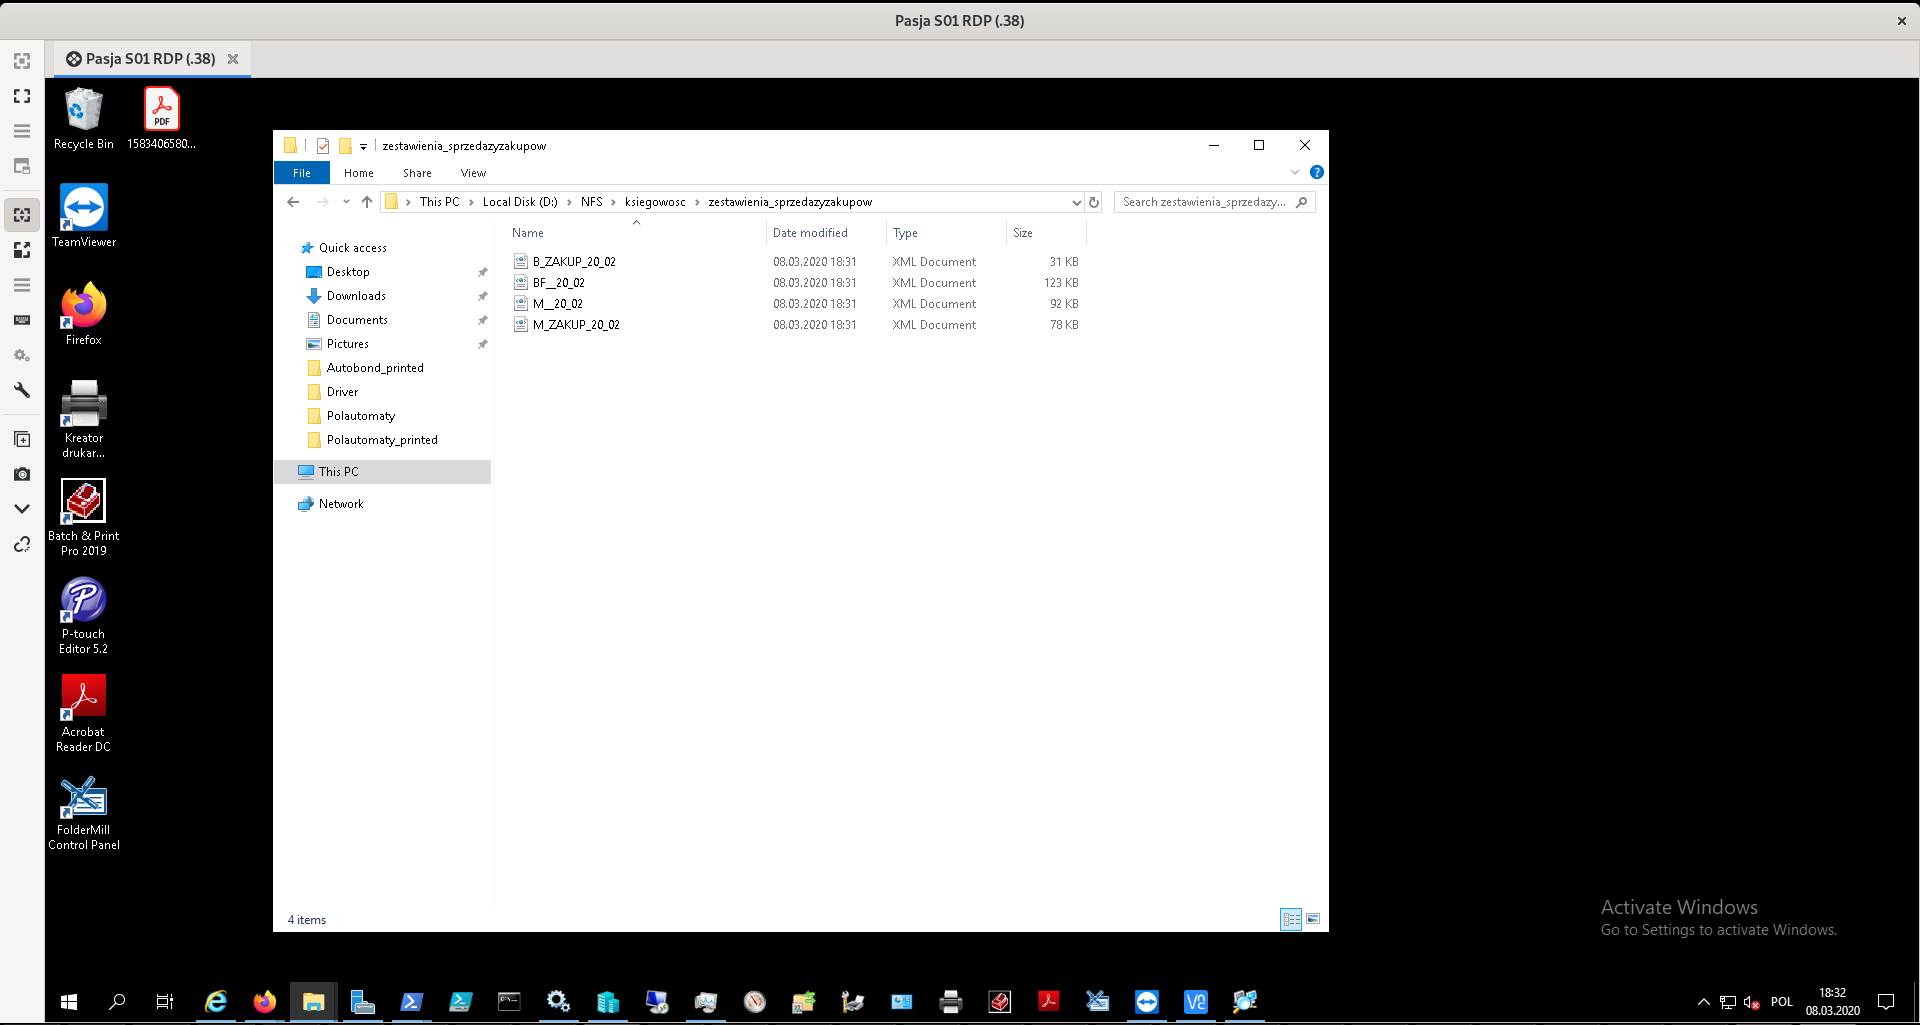 Pasja S01 RDP (.38)
Pasja S01 RDP (.38)
Recycle Bin
PDF
1583406580...
TeamViewer
Firefox
Kreator
drukar...
Batch & Print
Pro 2019
P-touch
Editor 5.2
Acrobat
Reader DC
FolderMill
Control Panel
zestawienia_sprzedazyzakupow
File Home Share View
This PC Local Disk (D:) NFS ksiegowosc zestawienia_sprzedazyzakupow
Search zestawienia_sprzedazy...
Quick access
Desktop
Downloads
Documents
Pictures
Autobond_printed
Driver
Polautomaty
Polautomaty_printed
This PC
Network
Name Date modified Type Size
B_ZAKUP_20_02 08.03.2020 18:31 XML Document 31 KB
BF__20_02 08.03.2020 18:31 XML Document 123 KB
M__20_02 08.03.2020 18:31 XML Document 92 KB
M_ZAKUP_20_02 08.03.2020 18:31 XML Document 78 KB
4 items
Activate Windows
Go to Settings to activate Windows.
POL
18:32
08.03.2020